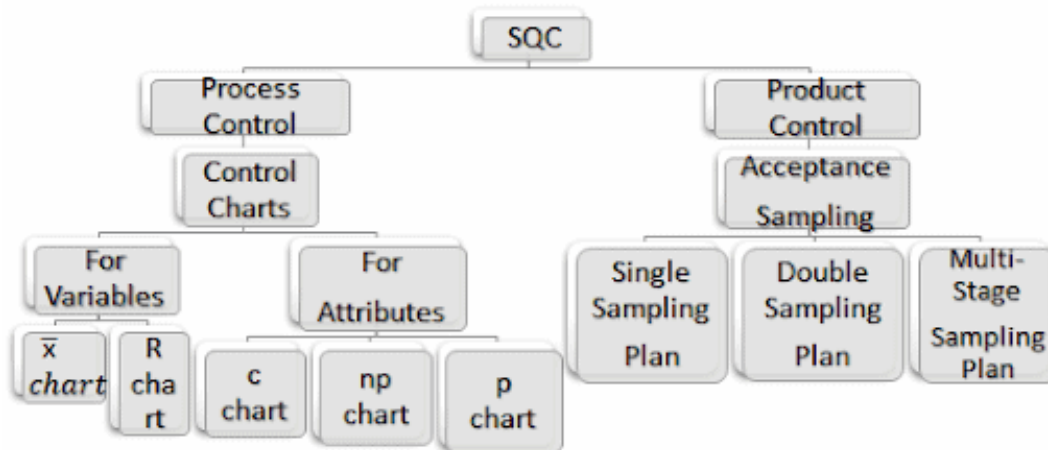 SQC
Process
Control
Product
Control
Control
Charts
Acceptance
Sampling
For
Variables
For
Attributes
Single
Sampling
Plan
Double
Sampling
Plan
Multi-
Stage
Sampling
Plan
x̅
chart
R
cha
rt
c
chart
np
chart
p
chart